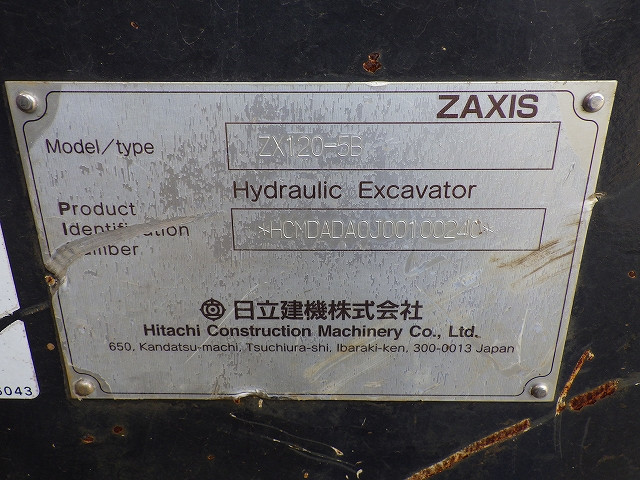 ZAXIS
Model/type
ZX120-5B
Hydraulic Excavator
Product
Identification
Number
*HCMDADA0J00100240*
日立建機株式会社
Hitachi Construction Machinery Co., Ltd.
650, Kandatsu-machi, Tsuchiura-shi, Ibaraki-ken, 300-0013 Japan
6043